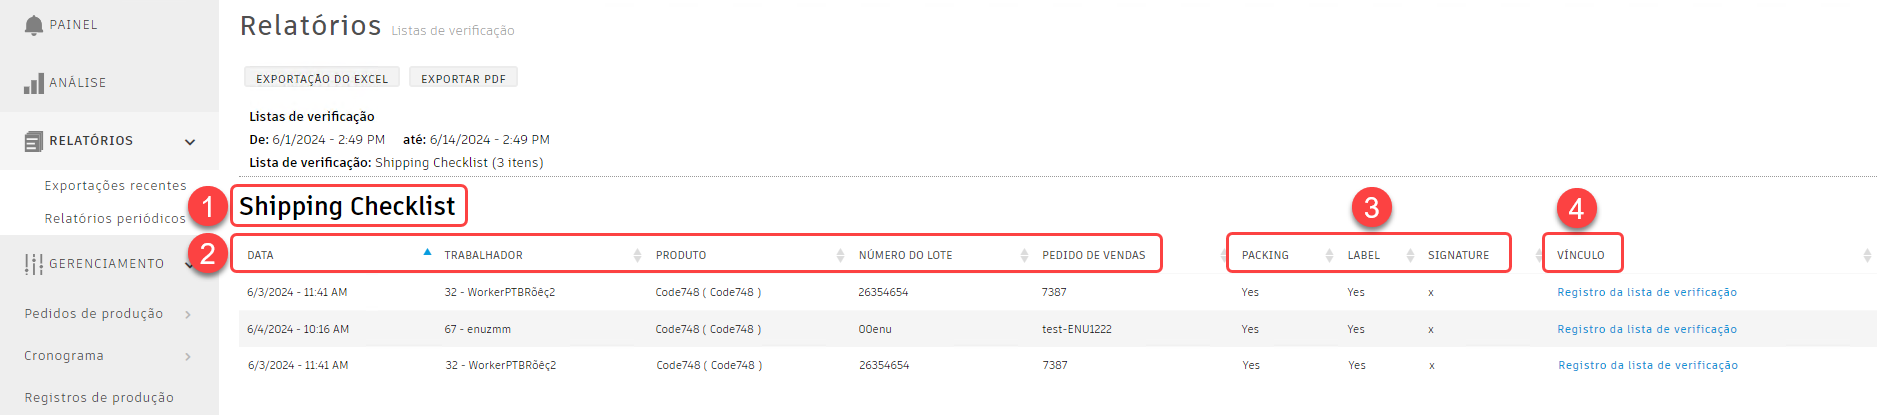 PAINEL
ANÁLISE
RELATÓRIOS
Exportações recentes
Relatórios periódicos
GERENCIAMENTO
Pedidos de produção
Cronograma
Registros de produção
Relatórios Listas de verificação
EXPORTAÇÃO DO EXCEL EXPORTAR PDF
Listas de verificação
De: 6/1/2024 - 2:49 PM até: 6/14/2024 - 2:49 PM
Lista de verificação: Shipping Checklist (3 itens)
1 Shipping Checklist
3 4
2 DATA TRABALHADOR PRODUTO NÚMERO DO LOTE PEDIDO DE VENDAS PACKING LABEL SIGNATURE VÍNCULO
6/3/2024 - 11:41 AM 32 - WorkerPTBRõêç2 Code748 ( Code748 ) 26354654 7387 Yes Yes x Registro da lista de verificação
6/4/2024 - 10:16 AM 67 - enuzmm Code748 ( Code748 ) 00enu test-ENU1222 Yes Yes x Registro da lista de verificação
6/3/2024 - 11:41 AM 32 - WorkerPTBRõêç2 Code748 ( Code748 ) 26354654 7387 Yes Yes x Registro da lista de verificação